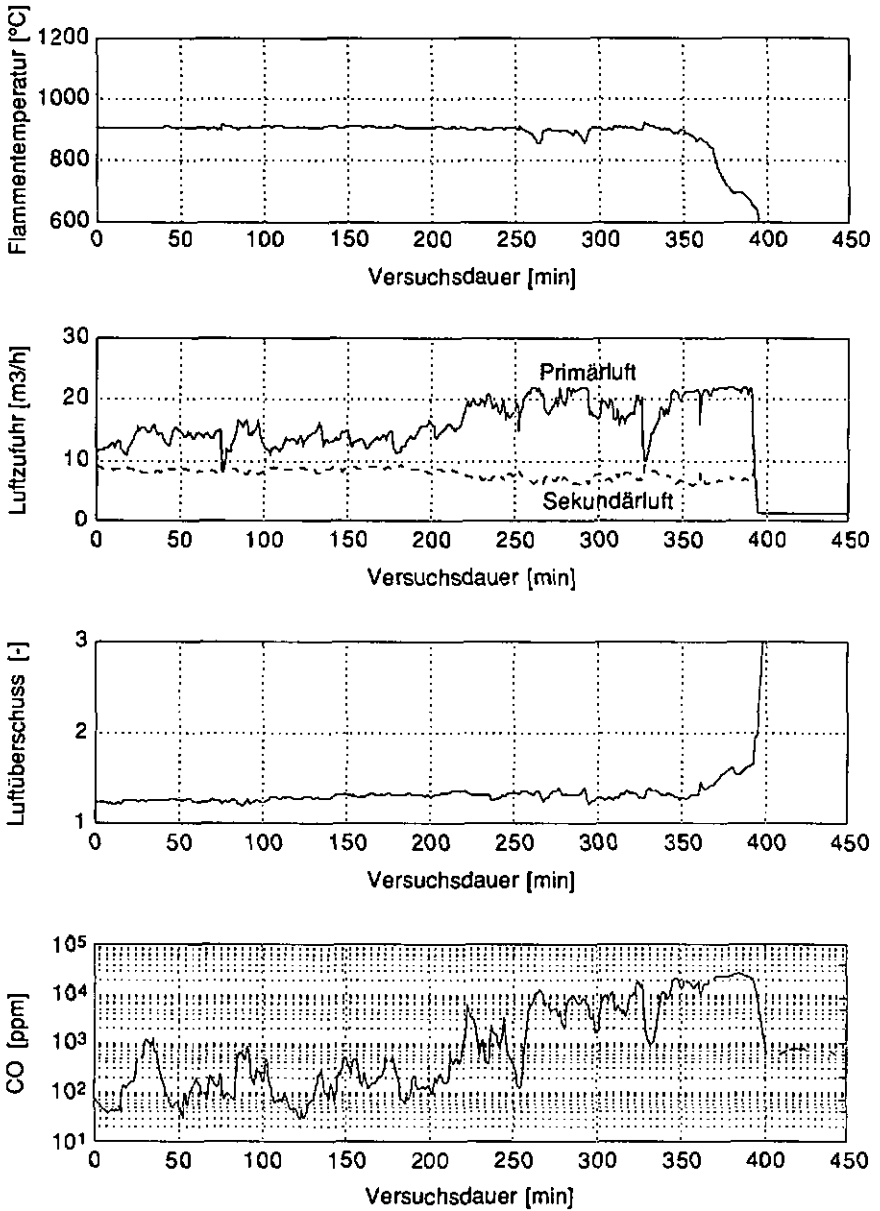 Flammentemperatur [°C]
1200
1000
800
600
0 50 100 150 200 250 300 350 400 450
Versuchsdauer [min]
Luftzufuhr [m3/h]
30
20
10
0
Primärluft
Sekundärluft
0 50 100 150 200 250 300 350 400 450
Versuchsdauer [min]
Luftüberschuss [-]
3
2
1
0 50 100 150 200 250 300 350 400 450
Versuchsdauer [min]
CO [ppm]
10⁵
10⁴
10³
10²
10¹
0 50 100 150 200 250 300 350 400 450
Versuchsdauer [min]